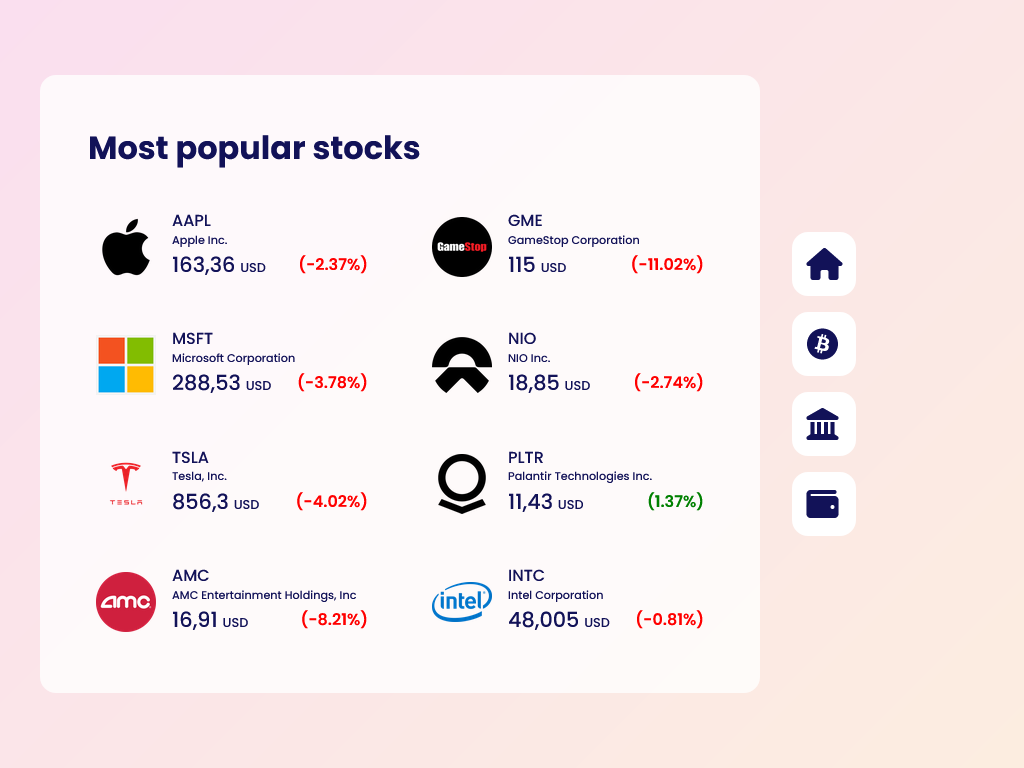 Most popular stocks
AAPL
Apple Inc.
163,36 USD (-2.37%)
GameStop
GME
GameStop Corporation
115 USD (-11.02%)
MSFT
Microsoft Corporation
288,53 USD (-3.78%)
NIO
NIO Inc.
18,85 USD (-2.74%)
TESLA
TSLA
Tesla, Inc.
856,3 USD (-4.02%)
PLTR
Palantir Technologies Inc.
11,43 USD (1.37%)
amc
AMC
AMC Entertainment Holdings, Inc
16,91 USD (-8.21%)
intel
INTC
Intel Corporation
48,005 USD (-0.81%)